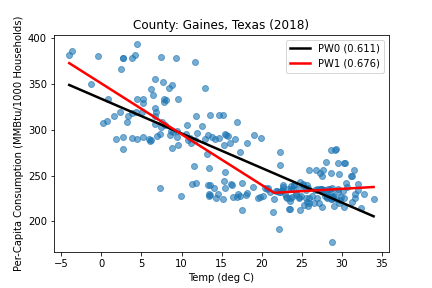 County: Gaines, Texas (2018)
PW0 (0.611)
PW1 (0.676)
Per-Capita Consumption (MMBtu/1000 Households)
400
350
300
250
200
−5 0 5 10 15 20 25 30 35
Temp (deg C)